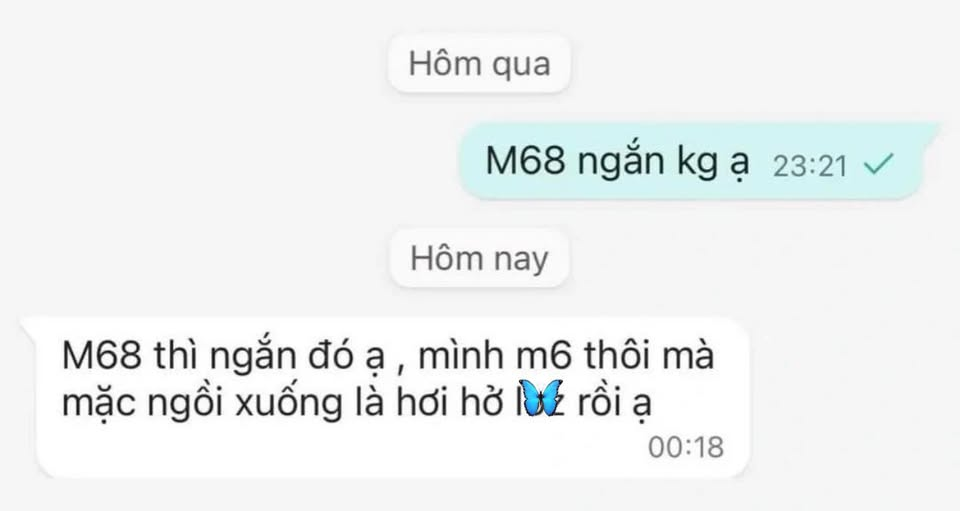 Hôm qua
M68 ngắn kg ạ 23:21
Hôm nay
M68 thì ngắn đó ạ , mình m6 thôi mà
mặc ngồi xuống là hơi hở rồi ạ
00:18